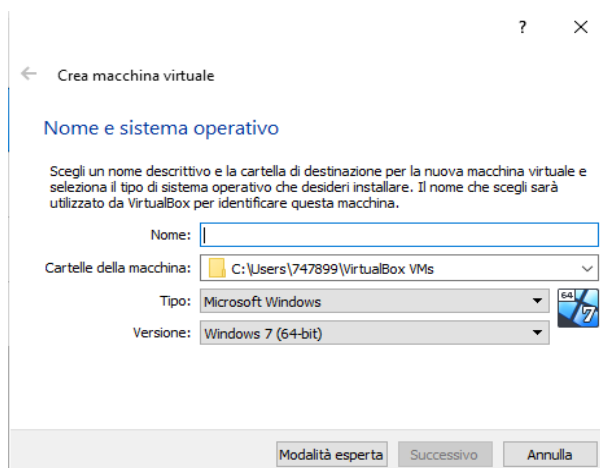 ?
Crea macchina virtuale
Nome e sistema operativo
Scegli un nome descrittivo e la cartella di destinazione per la nuova macchina virtuale e
seleziona il tipo di sistema operativo che desideri installare. Il nome che scegli sarà
utilizzato da VirtualBox per identificare questa macchina.
Nome:
Cartelle della macchina: C:\Users\747899\VirtualBox VMs
Tipo: Microsoft Windows
64
7
Versione: Windows 7 (64-bit)
Modalità esperta Successivo Annulla